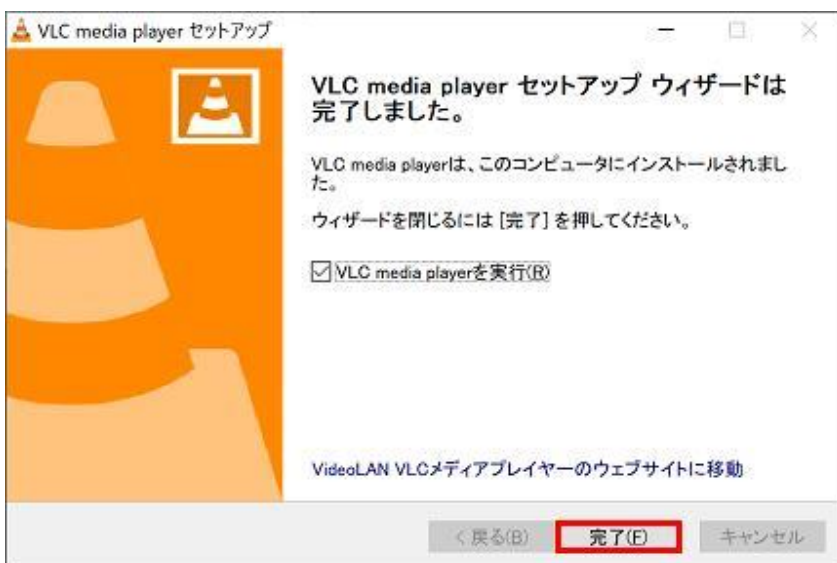 VLC media player セットアップ
VLC media player セットアップ ウィザードは
完了しました。
VLC media playerは、このコンピュータにインストールされまし
た。
ウィザードを閉じるには [完了] を押してください。
VLC media playerを実行(R)
VideoLAN VLCメディアプレイヤーのウェブサイトに移動
< 戻る(B) 完了(F) キャンセル